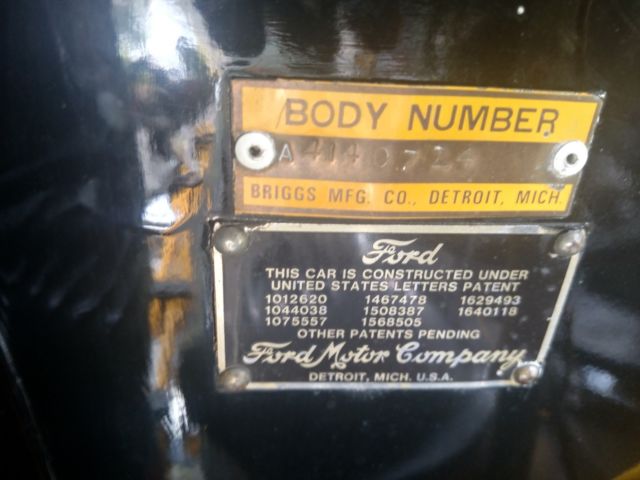 BODY NUMBER
A 4140724
BRIGGS MFG. CO., DETROIT, MICH.
Ford
THIS CAR IS CONSTRUCTED UNDER
UNITED STATES LETTERS PATENT
1012620 1467478 1629493
1044038 1508387 1640118
1075557 1568505
OTHER PATENTS PENDING
Ford Motor Company
DETROIT, MICH. U.S.A.